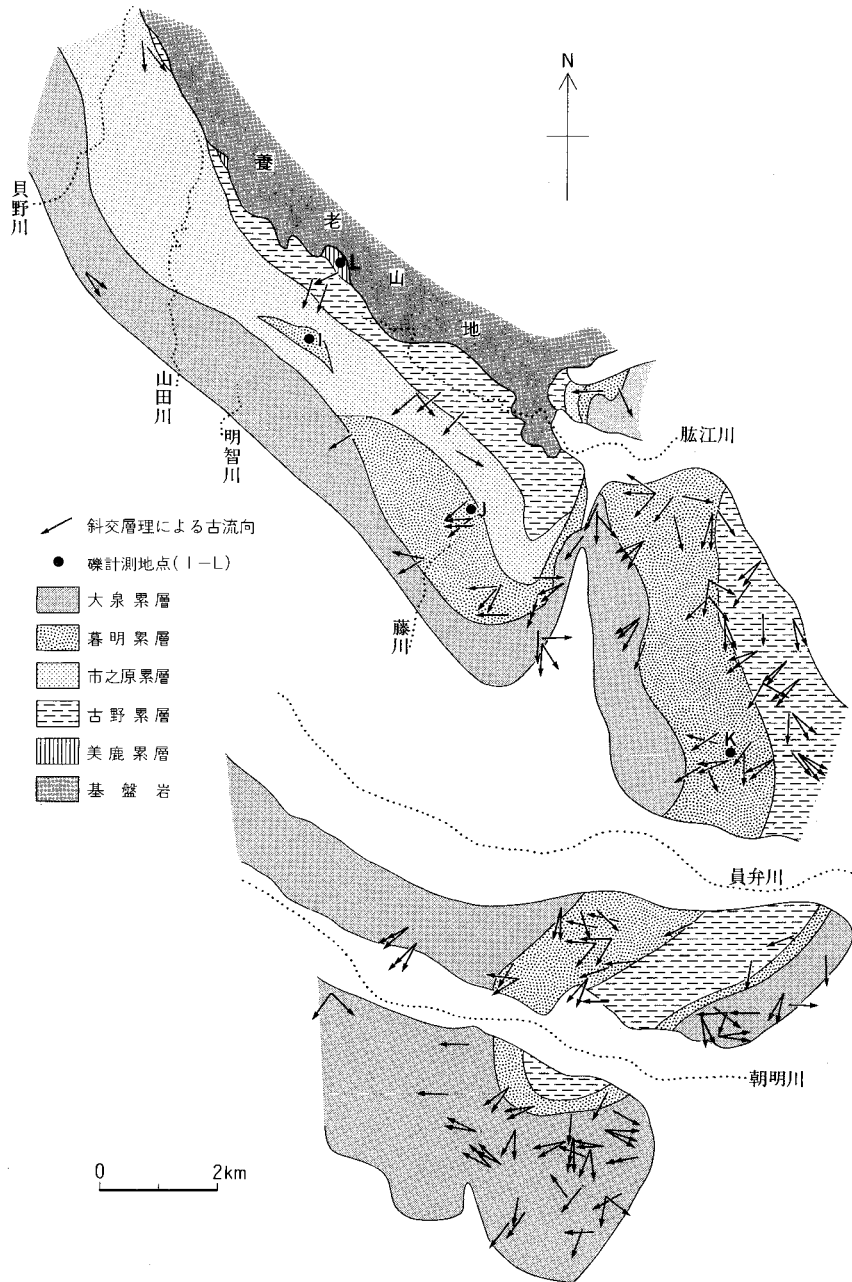 N
養
老
山
地
貝野川
山田川
明智川
藤川
肱江川
員弁川
朝明川
I
J
K
L
斜交層理による古流向
礫計測地点(I−L)
大泉累層
暮明累層
市之原累層
古野累層
美鹿累層
基盤岩
0 2km